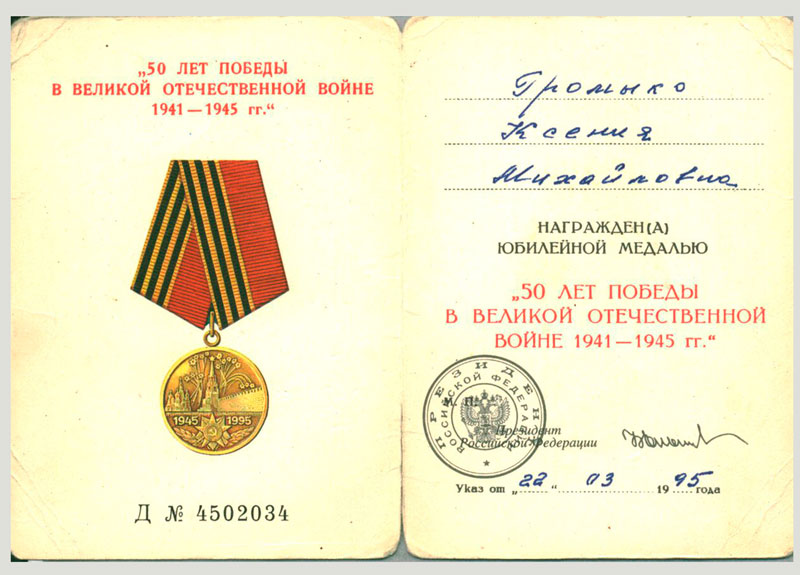 „50 ЛЕТ ПОБЕДЫ
В ВЕЛИКОЙ ОТЕЧЕСТВЕННОЙ ВОЙНЕ
1941—1945 гг.“
1945 1995
Д № 4502034
Громыко
Ксения
Михайловна
НАГРАЖДЕН(А)
ЮБИЛЕЙНОЙ МЕДАЛЬЮ
„50 ЛЕТ ПОБЕДЫ
В ВЕЛИКОЙ ОТЕЧЕСТВЕННОЙ
ВОЙНЕ 1941—1945 гг.“
ПРЕЗИДЕНТ
РОССИЙСКОЙ ФЕДЕРАЦИИ
М. П.
Президент
Российской Федерации
Указ от „22“ 03 1995 года